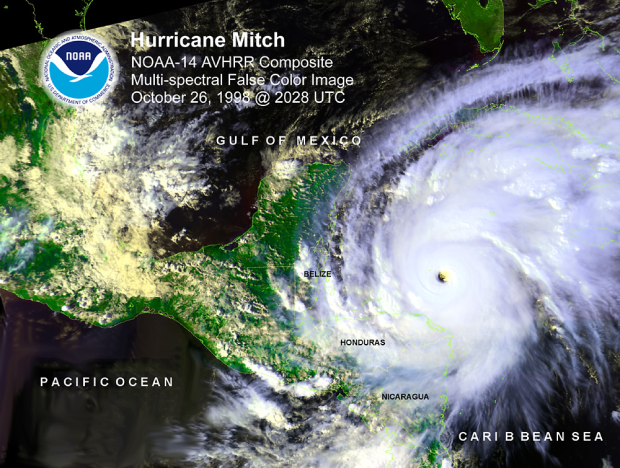 Hurricane Mitch
NOAA-14 AVHRR Composite
Multi-spectral False Color Image
October 26, 1998 @ 2028 UTC
NATIONAL OCEANIC AND ATMOSPHERIC ADMINISTRATION
NOAA
U.S. DEPARTMENT OF COMMERCE
GULF OF MEXICO
BELIZE
HONDURAS
PACIFIC OCEAN
NICARAGUA
CARI B BEAN SEA